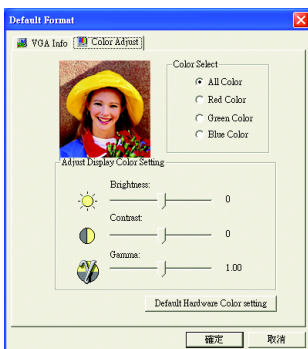 Default Format
VGA Info Color Adjust
Color Select
All Color
Red Color
Green Color
Blue Color
Adjust Display Color Setting
Brightness:
0
Contrast:
0
Gamma:
1.00
Default Hardware Color setting
確定 取消